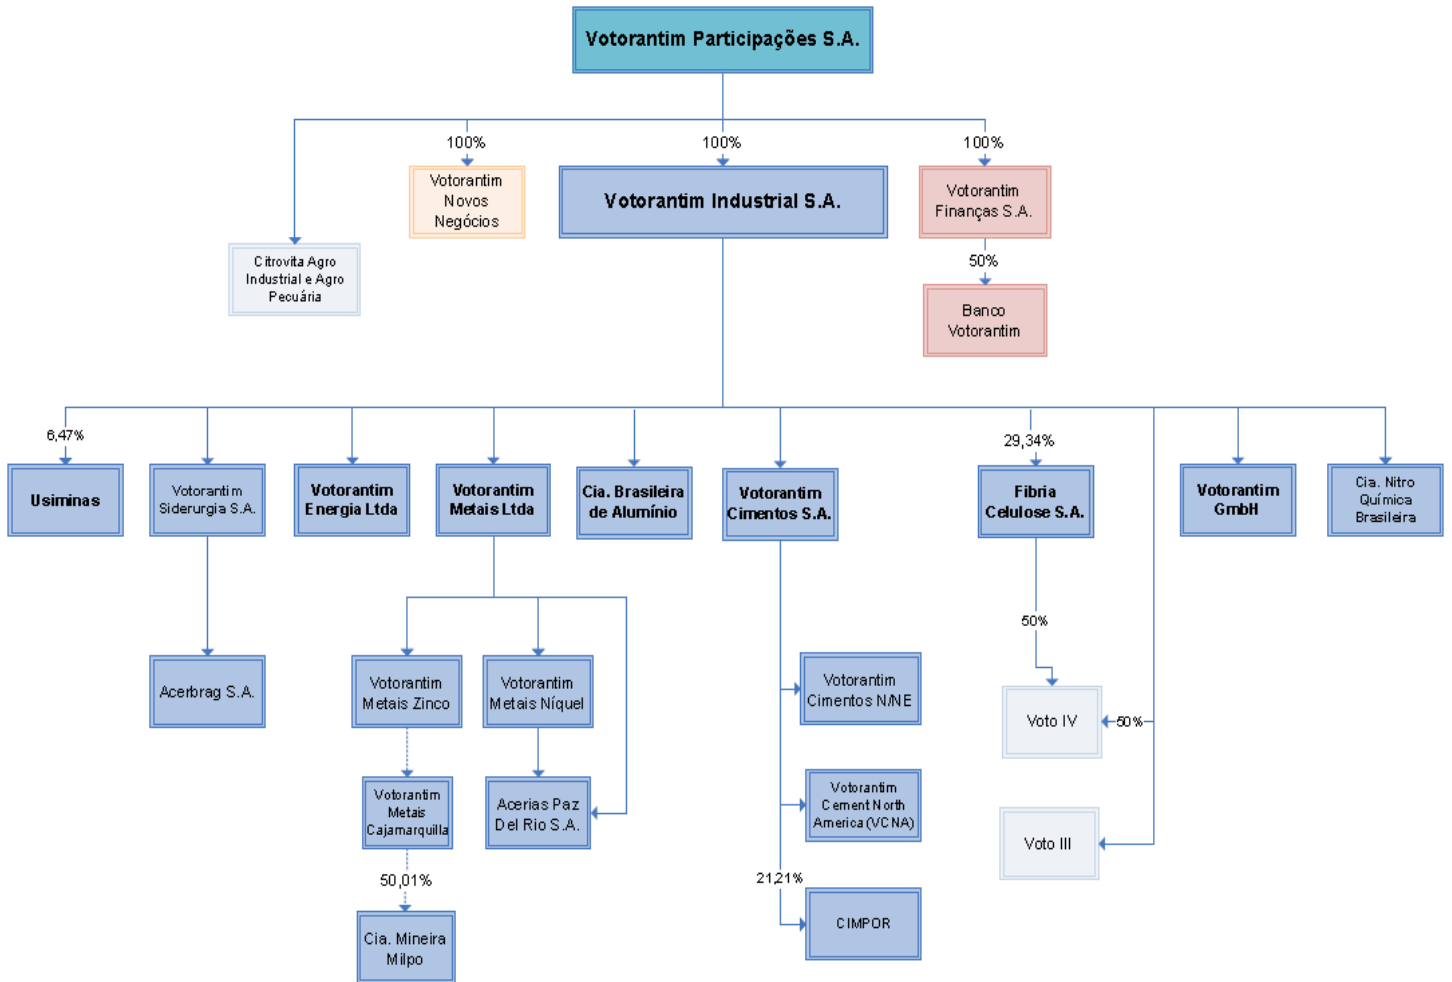 Votorantim Participações S.A.
100%
100%
100%
Votorantim
Novos
Negócios
Votorantim Industrial S.A.
Votorantim
Finanças S.A.
Citrovita Agro
Industrial e Agro
Pecuária
50%
Banco
Votorantim
6,47%
29,34%
Usiminas
Votorantim
Siderurgia S.A.
Votorantim
Energia Ltda
Votorantim
Metais Ltda
Cia. Brasileira
de Alumínio
Votorantim
Cimentos S.A.
Fibria
Celulose S.A.
Votorantim
GmbH
Cia. Nitro
Química
Brasileira
50%
Acerbrag S.A.
Votorantim
Metais Zinco
Votorantim
Metais Níquel
Votorantim
Cimentos N/NE
Voto IV
50%
Votorantim
Metais
Cajamarquilla
Acerias Paz
Del Rio S.A.
Votorantim
Cement North
America (VCNA)
Voto III
50,01%
21,21%
Cia. Mineira
Milpo
CIMPOR